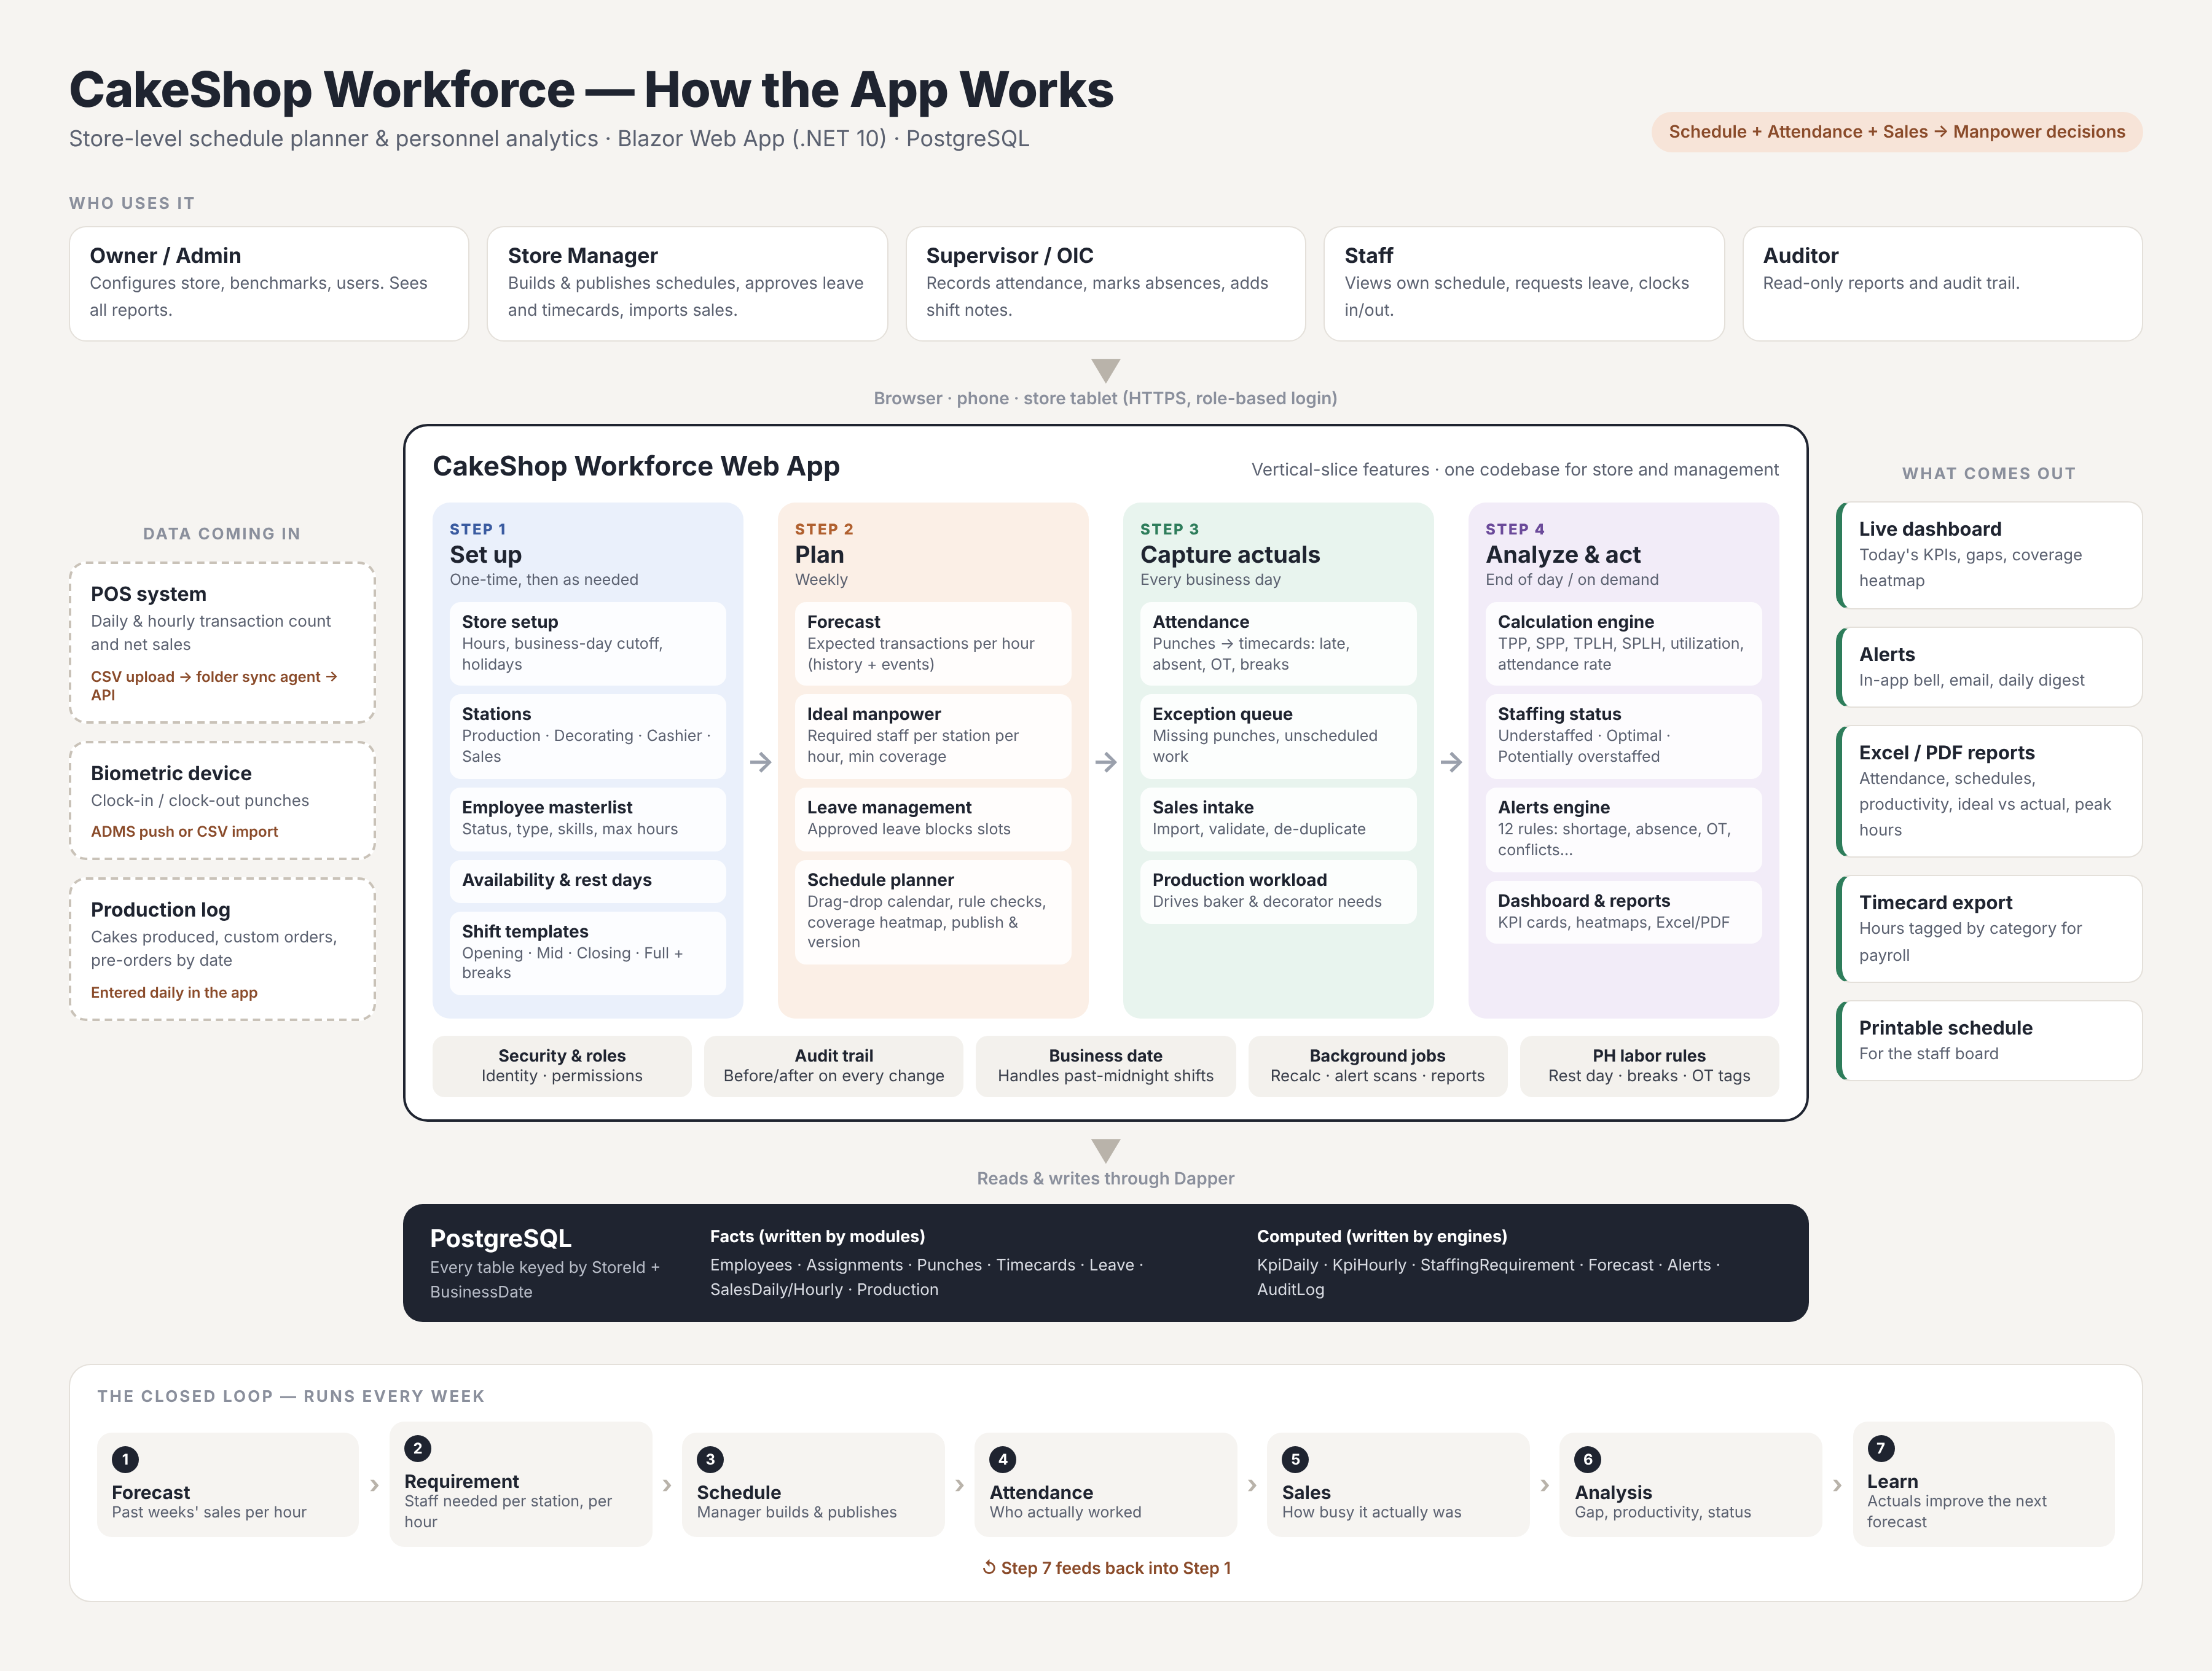 CakeShop Workforce — How the App Works
Store-level schedule planner & personnel analytics · Blazor Web App (.NET 10) · PostgreSQL
Schedule + Attendance + Sales → Manpower decisions
WHO USES IT
Owner / Admin
Configures store, benchmarks, users. Sees
all reports.
Store Manager
Builds & publishes schedules, approves leave
and timecards, imports sales.
Supervisor / OIC
Records attendance, marks absences, adds
shift notes.
Staff
Views own schedule, requests leave, clocks
in/out.
Auditor
Read-only reports and audit trail.
Browser · phone · store tablet (HTTPS, role-based login)
DATA COMING IN
POS system
Daily & hourly transaction count
and net sales
CSV upload → folder sync agent →
API
Biometric device
Clock-in / clock-out punches
ADMS push or CSV import
Production log
Cakes produced, custom orders,
pre-orders by date
Entered daily in the app
CakeShop Workforce Web App
Vertical-slice features · one codebase for store and management
STEP 1
Set up
One-time, then as needed
Store setup
Hours, business-day cutoff,
holidays
Stations
Production · Decorating · Cashier ·
Sales
Employee masterlist
Status, type, skills, max hours
Availability & rest days
Shift templates
Opening · Mid · Closing · Full +
breaks
→
STEP 2
Plan
Weekly
Forecast
Expected transactions per hour
(history + events)
Ideal manpower
Required staff per station per
hour, min coverage
Leave management
Approved leave blocks slots
Schedule planner
Drag-drop calendar, rule checks,
coverage heatmap, publish &
version
→
STEP 3
Capture actuals
Every business day
Attendance
Punches → timecards: late,
absent, OT, breaks
Exception queue
Missing punches, unscheduled
work
Sales intake
Import, validate, de-duplicate
Production workload
Drives baker & decorator needs
→
STEP 4
Analyze & act
End of day / on demand
Calculation engine
TPP, SPP, TPLH, SPLH, utilization,
attendance rate
Staffing status
Understaffed · Optimal ·
Potentially overstaffed
Alerts engine
12 rules: shortage, absence, OT,
conflicts…
Dashboard & reports
KPI cards, heatmaps, Excel/PDF
Security & roles
Identity · permissions
Audit trail
Before/after on every change
Business date
Handles past-midnight shifts
Background jobs
Recalc · alert scans · reports
PH labor rules
Rest day · breaks · OT tags
WHAT COMES OUT
Live dashboard
Today's KPIs, gaps, coverage
heatmap
Alerts
In-app bell, email, daily digest
Excel / PDF reports
Attendance, schedules,
productivity, ideal vs actual, peak
hours
Timecard export
Hours tagged by category for
payroll
Printable schedule
For the staff board
Reads & writes through Dapper
PostgreSQL
Every table keyed by StoreId +
BusinessDate
Facts (written by modules)
Employees · Assignments · Punches · Timecards · Leave ·
SalesDaily/Hourly · Production
Computed (written by engines)
KpiDaily · KpiHourly · StaffingRequirement · Forecast · Alerts ·
AuditLog
THE CLOSED LOOP — RUNS EVERY WEEK
1
Forecast
Past weeks' sales per hour
›
2
Requirement
Staff needed per station, per
hour
›
3
Schedule
Manager builds & publishes
›
4
Attendance
Who actually worked
›
5
Sales
How busy it actually was
›
6
Analysis
Gap, productivity, status
›
7
Learn
Actuals improve the next
forecast
↺ Step 7 feeds back into Step 1